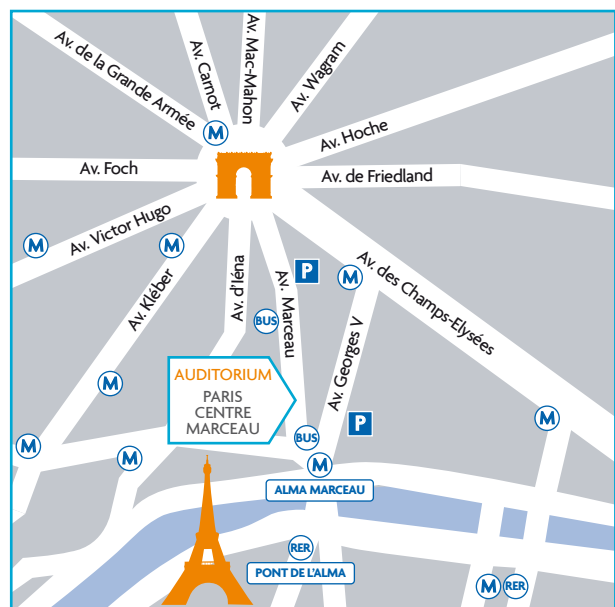 Av. de la Grande Armée
Av. Carnot
Av. Mac-Mahon
Av. Wagram
M
Av. Hoche
Av. Foch
Av. de Friedland
Av. Victor Hugo
M
M
Av. Kléber
Av. d'Iéna
Av. Marceau
P
M
Av. des Champs-Elysées
BUS
Av. Georges V
AUDITORIUM
PARIS
CENTRE
MARCEAU
M
P
M
BUS
M
M
M
ALMA MARCEAU
RER
PONT DE L'ALMA
M
RER